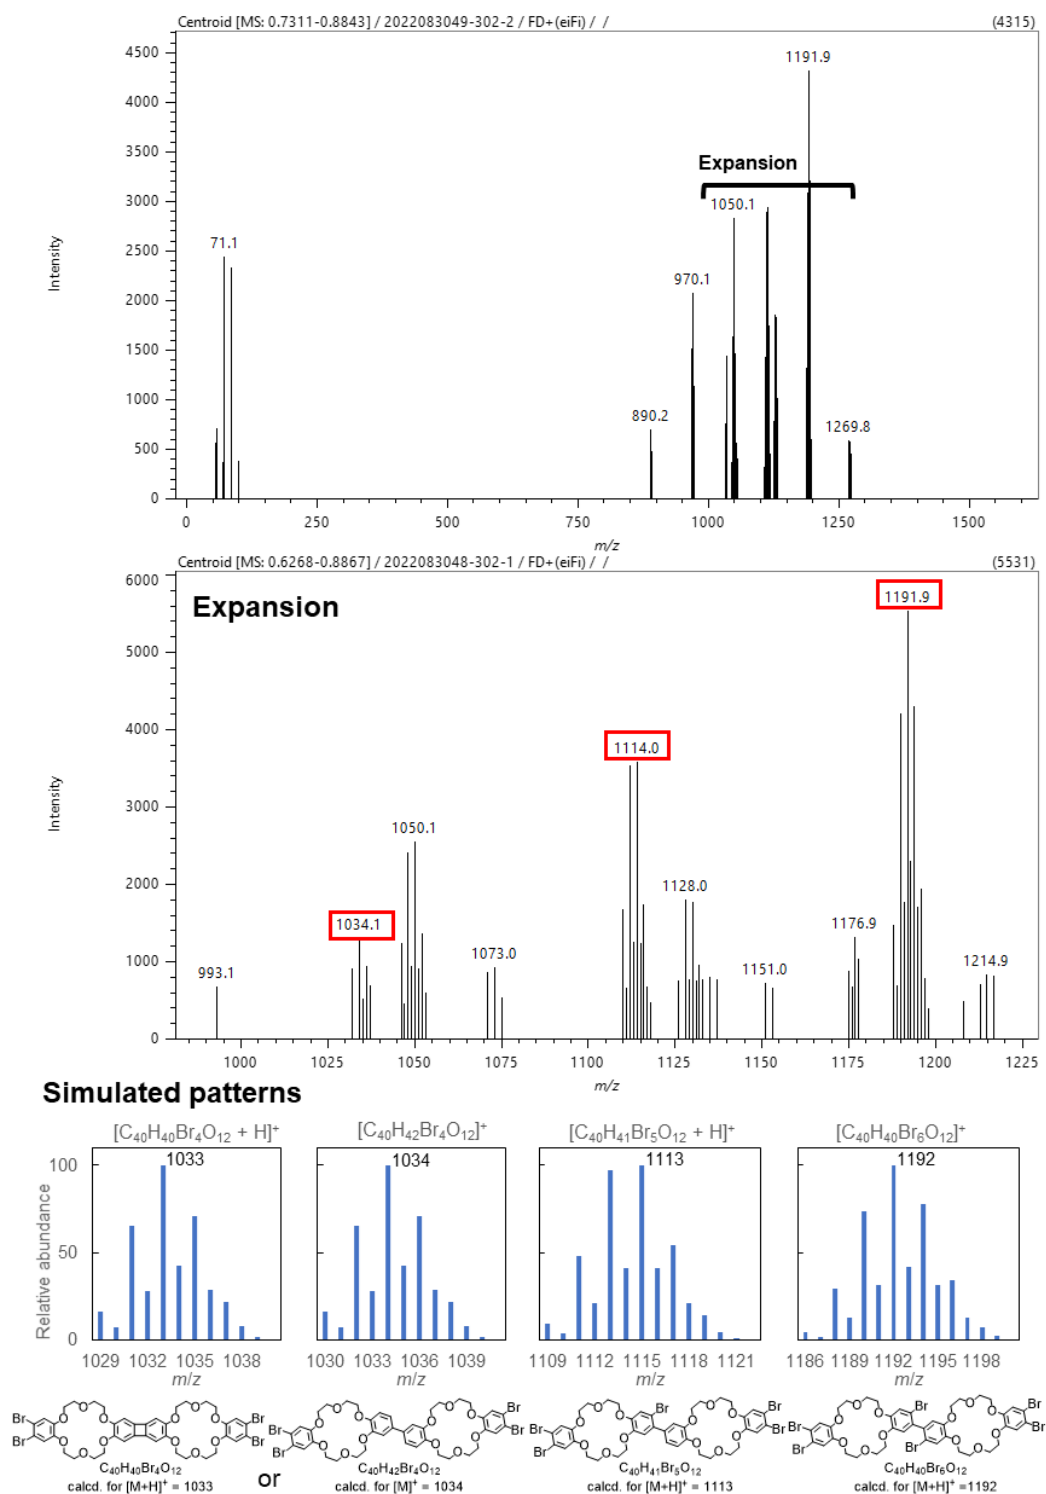 Centroid [MS: 0.7311-0.8843] / 2022083049-302-2 / FD+(eiFi) / /
(4315)
4500
4000
3500
3000
2500
2000
1500
1000
500
0
Intensity
71.1
890.2
970.1
1050.1
Expansion
1191.9
1269.8
0
250
500
750
1000
1250
1500
m/z
Centroid [MS: 0.6268-0.8867] / 2022083048-302-1 / FD+(eiFi) / /
(5531)
Expansion
6000
5000
4000
3000
2000
1000
0
Intensity
993.1
1034.1
1050.1
1073.0
1114.0
1128.0
1151.0
1176.9
1191.9
1214.9
1000
1025
1050
1075
1100
1125
1150
1175
1200
1225
m/z
Simulated patterns
[C40H40Br4O12 + H]+
[C40H42Br4O12]+
[C40H41Br5O12 + H]+
[C40H40Br6O12]+
Relative abundance
100
50
0
1033
1034
1113
1192
1029 1032 1035 1038
1030 1033 1036 1039
1109 1112 1115 1118 1121
1186 1189 1192 1195 1198
m/z
m/z
m/z
m/z
Br
Br
O
O
O
O
O
O
O
O
O
O
O
O
Br
Br
C40H40Br4O12
calcd. for [M+H]+ = 1033
or
Br
Br
O
O
O
O
O
O
O
O
O
O
O
O
Br
Br
C40H42Br4O12
calcd. for [M]+ = 1034
Br
Br
O
O
O
O
O
O
Br
O
O
O
O
O
O
Br
Br
C40H41Br5O12
calcd. for [M+H]+ = 1113
Br
Br
O
O
O
O
O
O
Br
Br
O
O
O
O
O
O
Br
Br
C40H40Br6O12
calcd. for [M+H]+ =1192